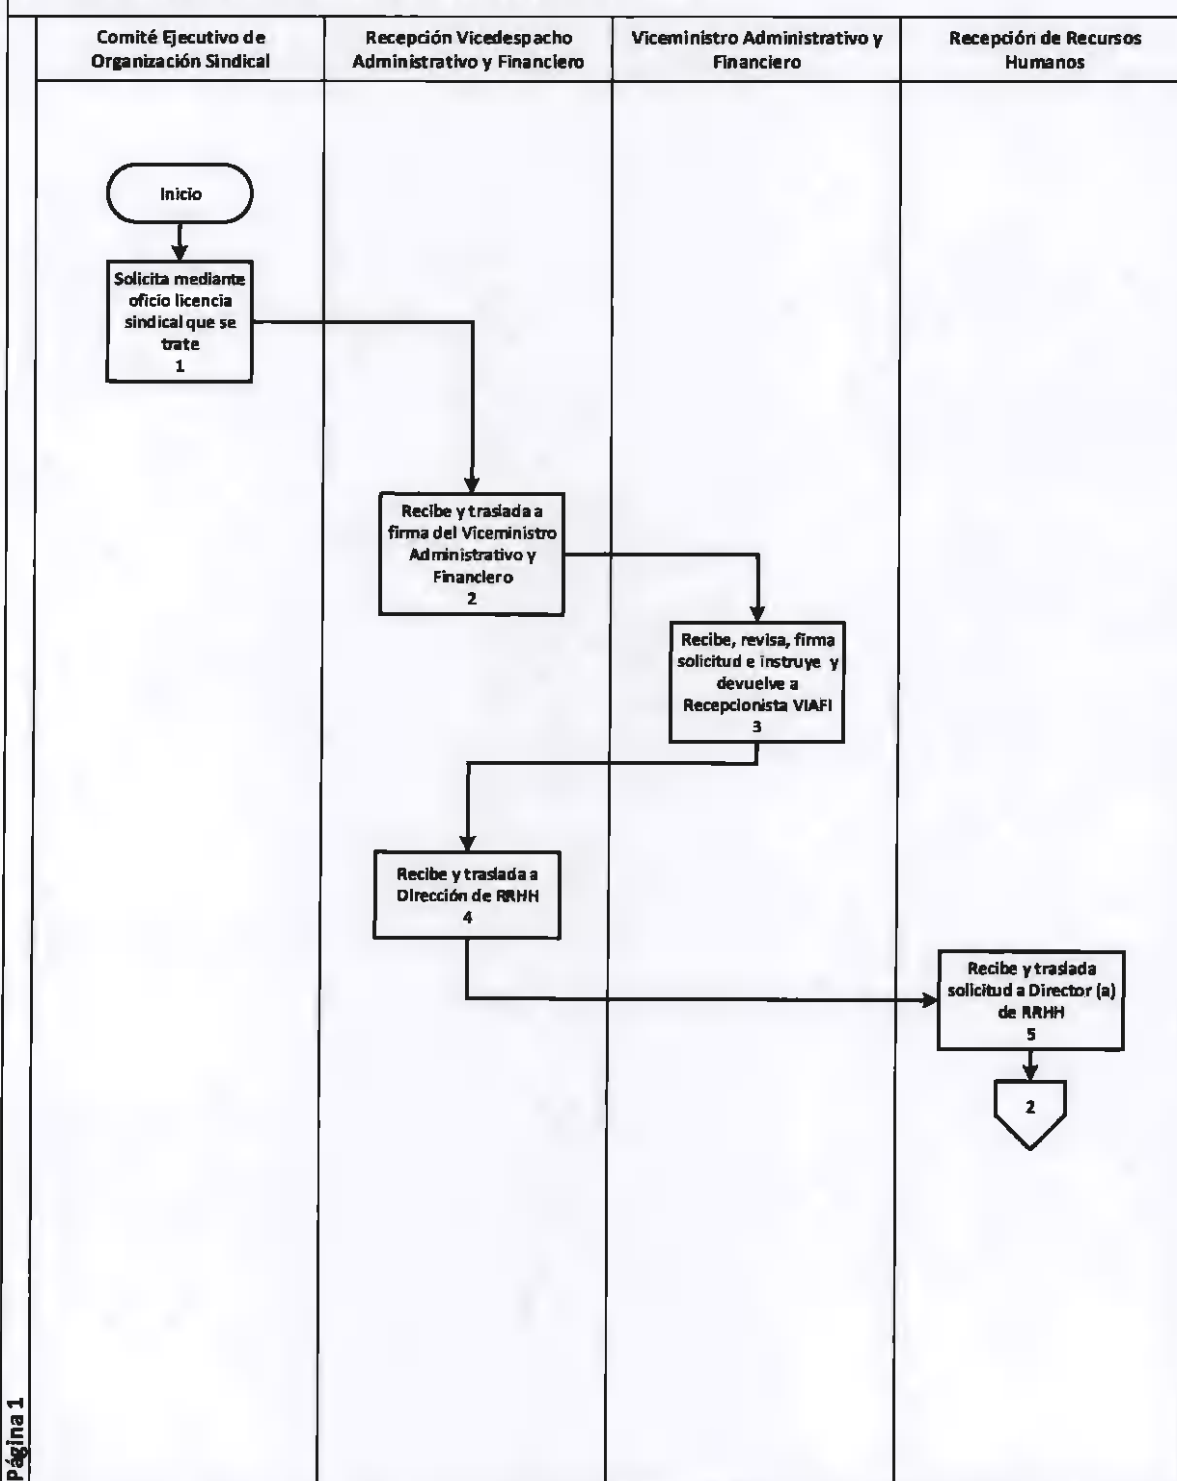 Comité Ejecutivo de
Organización Sindical
Recepción Vicedespacho
Administrativo y Financiero
Viceministro Administrativo y
Financiero
Recepción de Recursos
Humanos
Inicio
Solicita mediante
oficio licencia
sindical que se
trate
1
Recibe y traslada a
firma del Viceministro
Administrativo y
Financiero
2
Recibe, revisa, firma
solicitud e instruye y
devuelve a
Recepcionista VIAFI
3
Recibe y traslada a
Dirección de RRHH
4
Recibe y traslada
solicitud a Director (a)
de RRHH
5
2
Página 1